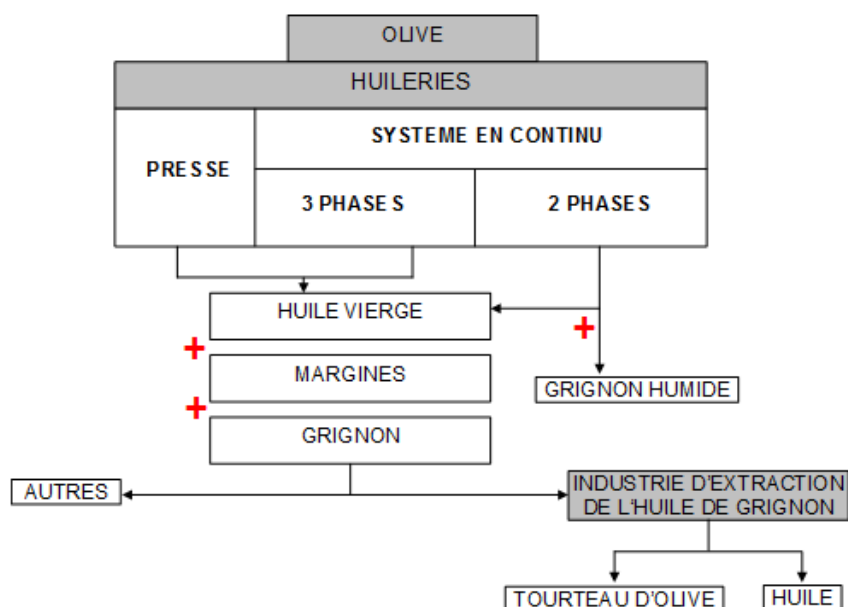 OLIVE
HUILERIES
PRESSE
SYSTEME EN CONTINU
3 PHASES
2 PHASES
HUILE VIERGE
+
+
MARGINES
GRIGNON HUMIDE
+
GRIGNON
AUTRES
INDUSTRIE D'EXTRACTION
DE L'HUILE DE GRIGNON
TOURTEAU D'OLIVE
HUILE